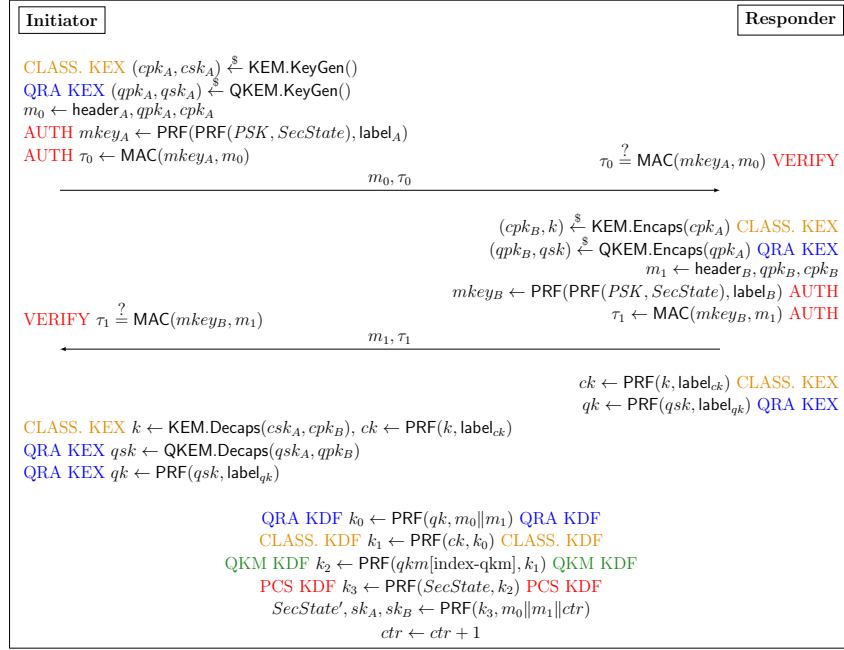 Initiator
Responder
CLASS. KEX (cpk_A, csk_A) ←$ KEM.KeyGen()
QRA KEX (qpk_A, qsk_A) ←$ QKEM.KeyGen()
m_0 ← header_A, qpk_A, cpk_A
AUTH mkey_A ← PRF(PRF(PSK, SecState), label_A)
AUTH τ_0 ← MAC(mkey_A, m_0)
τ_0 ≟ MAC(mkey_A, m_0) VERIFY
m_0, τ_0
(cpk_B, k) ←$ KEM.Encaps(cpk_A) CLASS. KEX
(qpk_B, qsk) ←$ QKEM.Encaps(qpk_A) QRA KEX
m_1 ← header_B, qpk_B, cpk_B
mkey_B ← PRF(PRF(PSK, SecState), label_B) AUTH
τ_1 ← MAC(mkey_B, m_1) AUTH
VERIFY τ_1 ≟ MAC(mkey_B, m_1)
m_1, τ_1
ck ← PRF(k, label_ck) CLASS. KEX
qk ← PRF(qsk, label_qk) QRA KEX
CLASS. KEX k ← KEM.Decaps(csk_A, cpk_B), ck ← PRF(k, label_ck)
QRA KEX qsk ← QKEM.Decaps(qsk_A, qpk_B)
QRA KEX qk ← PRF(qsk, label_qk)
QRA KDF k_0 ← PRF(qk, m_0‖m_1) QRA KDF
CLASS. KDF k_1 ← PRF(ck, k_0) CLASS. KDF
QKM KDF k_2 ← PRF(qkm[index-qkm], k_1) QKM KDF
PCS KDF k_3 ← PRF(SecState, k_2) PCS KDF
SecState′, sk_A, sk_B ← PRF(k_3, m_0‖m_1‖ctr)
ctr ← ctr + 1